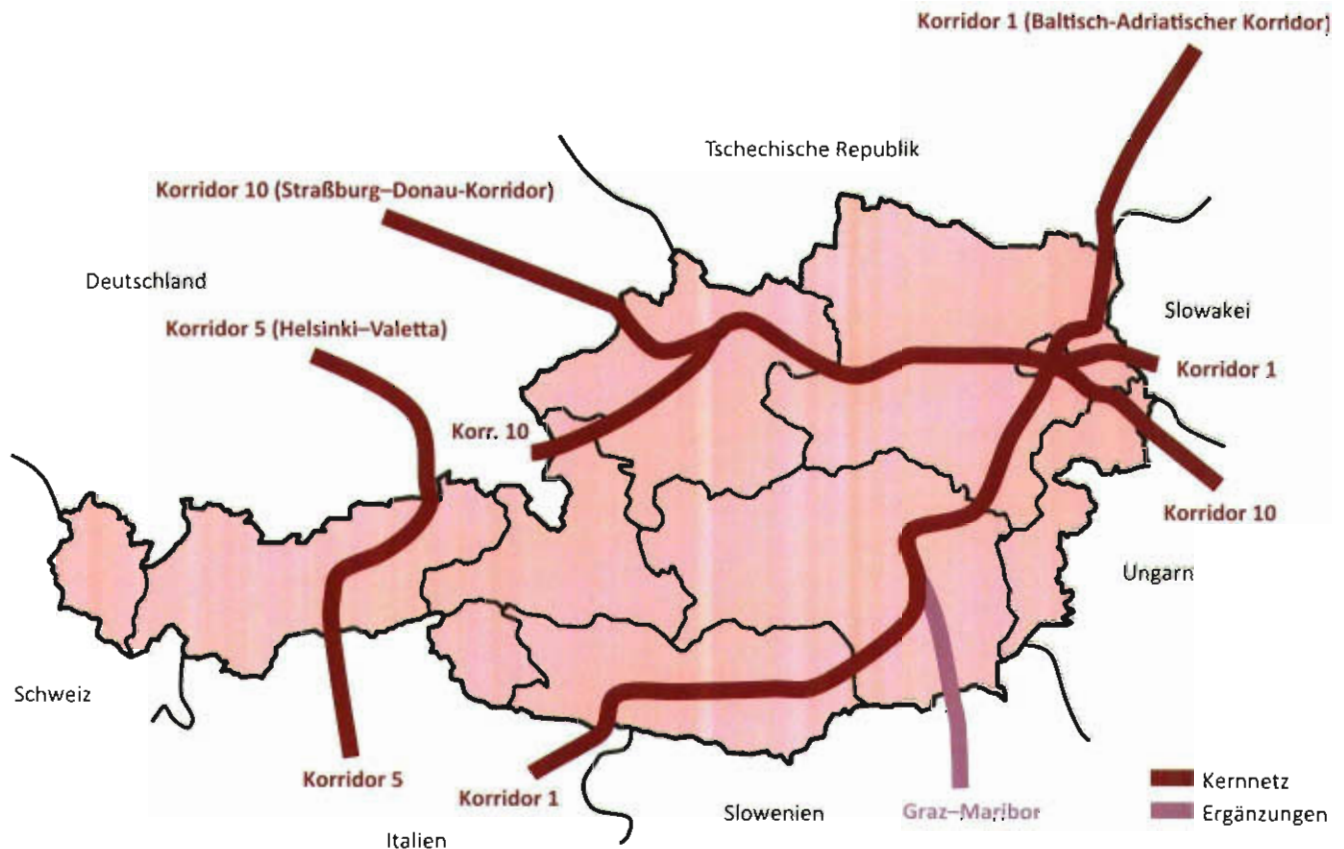 Korridor 1 (Baltisch-Adriatischer Korridor)
Tschechische Republik
Korridor 10 (Straßburg–Donau-Korridor)
Deutschland
Slowakei
Korridor 5 (Helsinki–Valetta)
Korridor 1
Korr. 10
Korridor 10
Ungarn
Schweiz
Korridor 5
Korridor 1
Kernnetz
Graz–Maribor
Slowenien
Ergänzungen
Italien